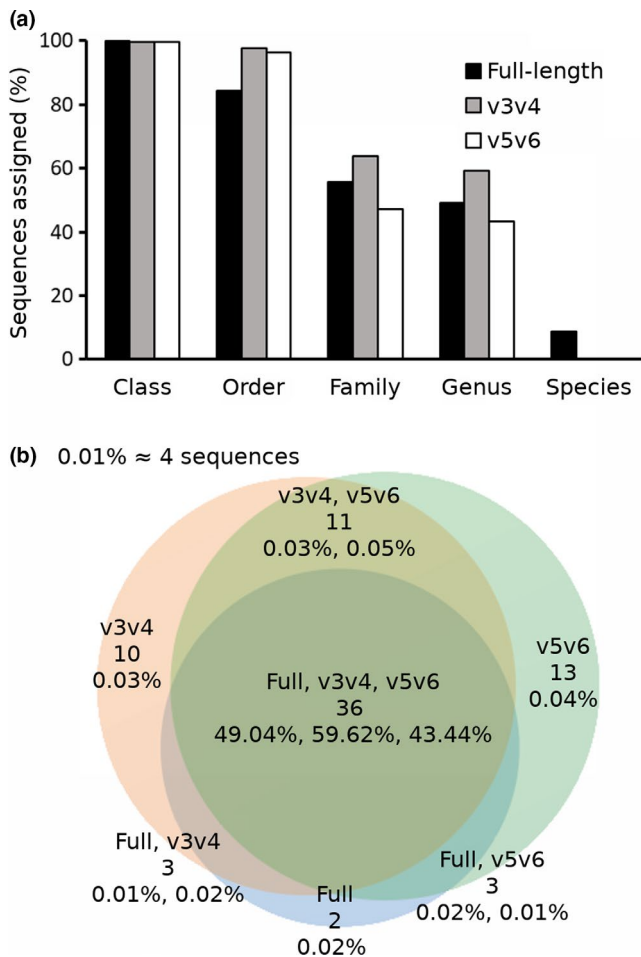 (a)
Sequences assigned (%)
100
80
60
40
20
0
Full-length
v3v4
v5v6
Class
Order
Family
Genus
Species
(b) 0.01% ≈ 4 sequences
v3v4, v5v6
11
0.03%, 0.05%
v3v4
10
0.03%
v5v6
13
0.04%
Full, v3v4, v5v6
36
49.04%, 59.62%, 43.44%
Full, v3v4
3
0.01%, 0.02%
Full
2
0.02%
Full, v5v6
3
0.02%, 0.01%